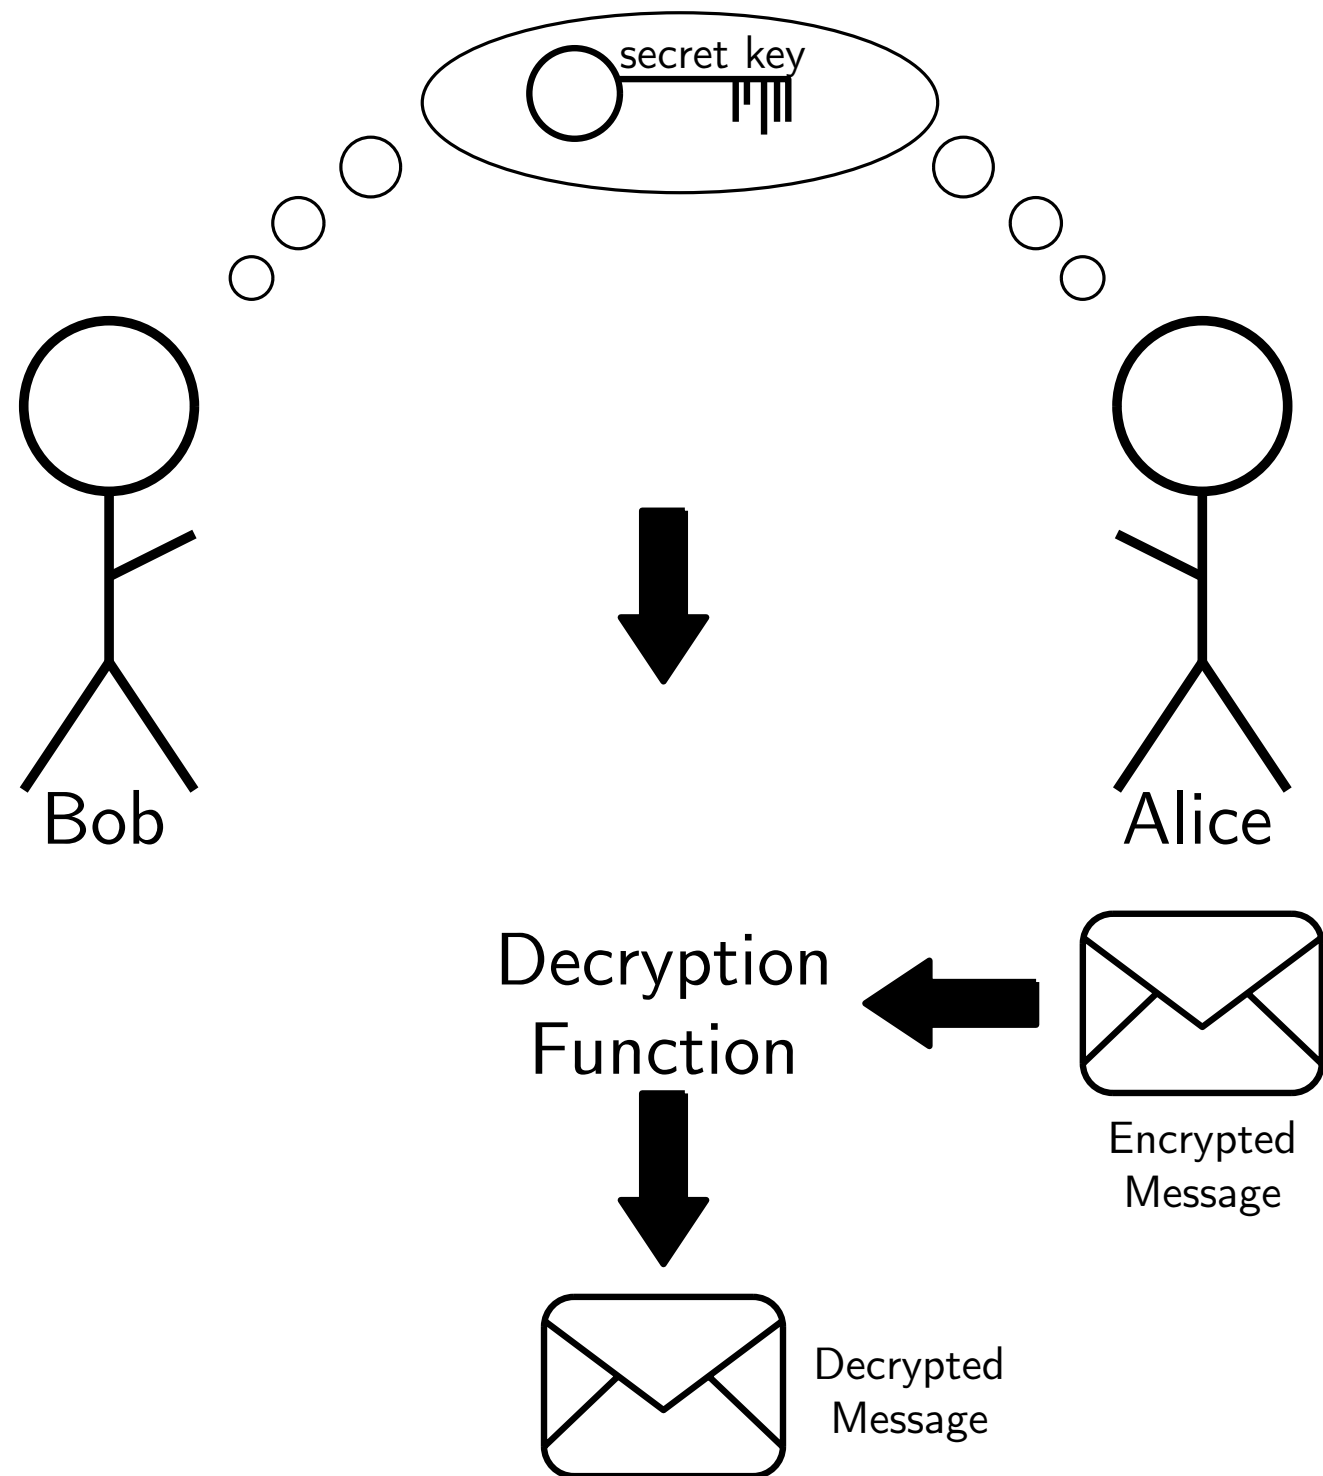 secret key
Bob
Alice
Decryption
Function
Encrypted
Message
Decrypted
Message